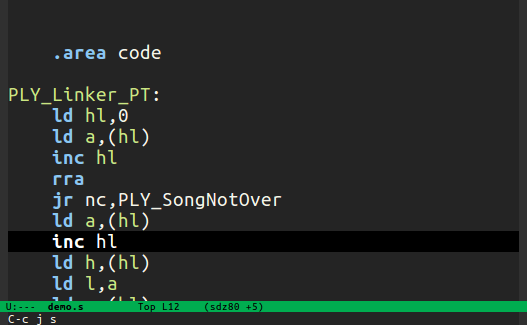 .area code
PLY_Linker_PT:
ld hl,0
ld a,(hl)
inc hl
rra
jr nc,PLY_SongNotOver
ld a,(hl)
inc hl
ld h,(hl)
ld l,a
U:--- demo.s Top L12 (sdz80 +5)
C-c j s